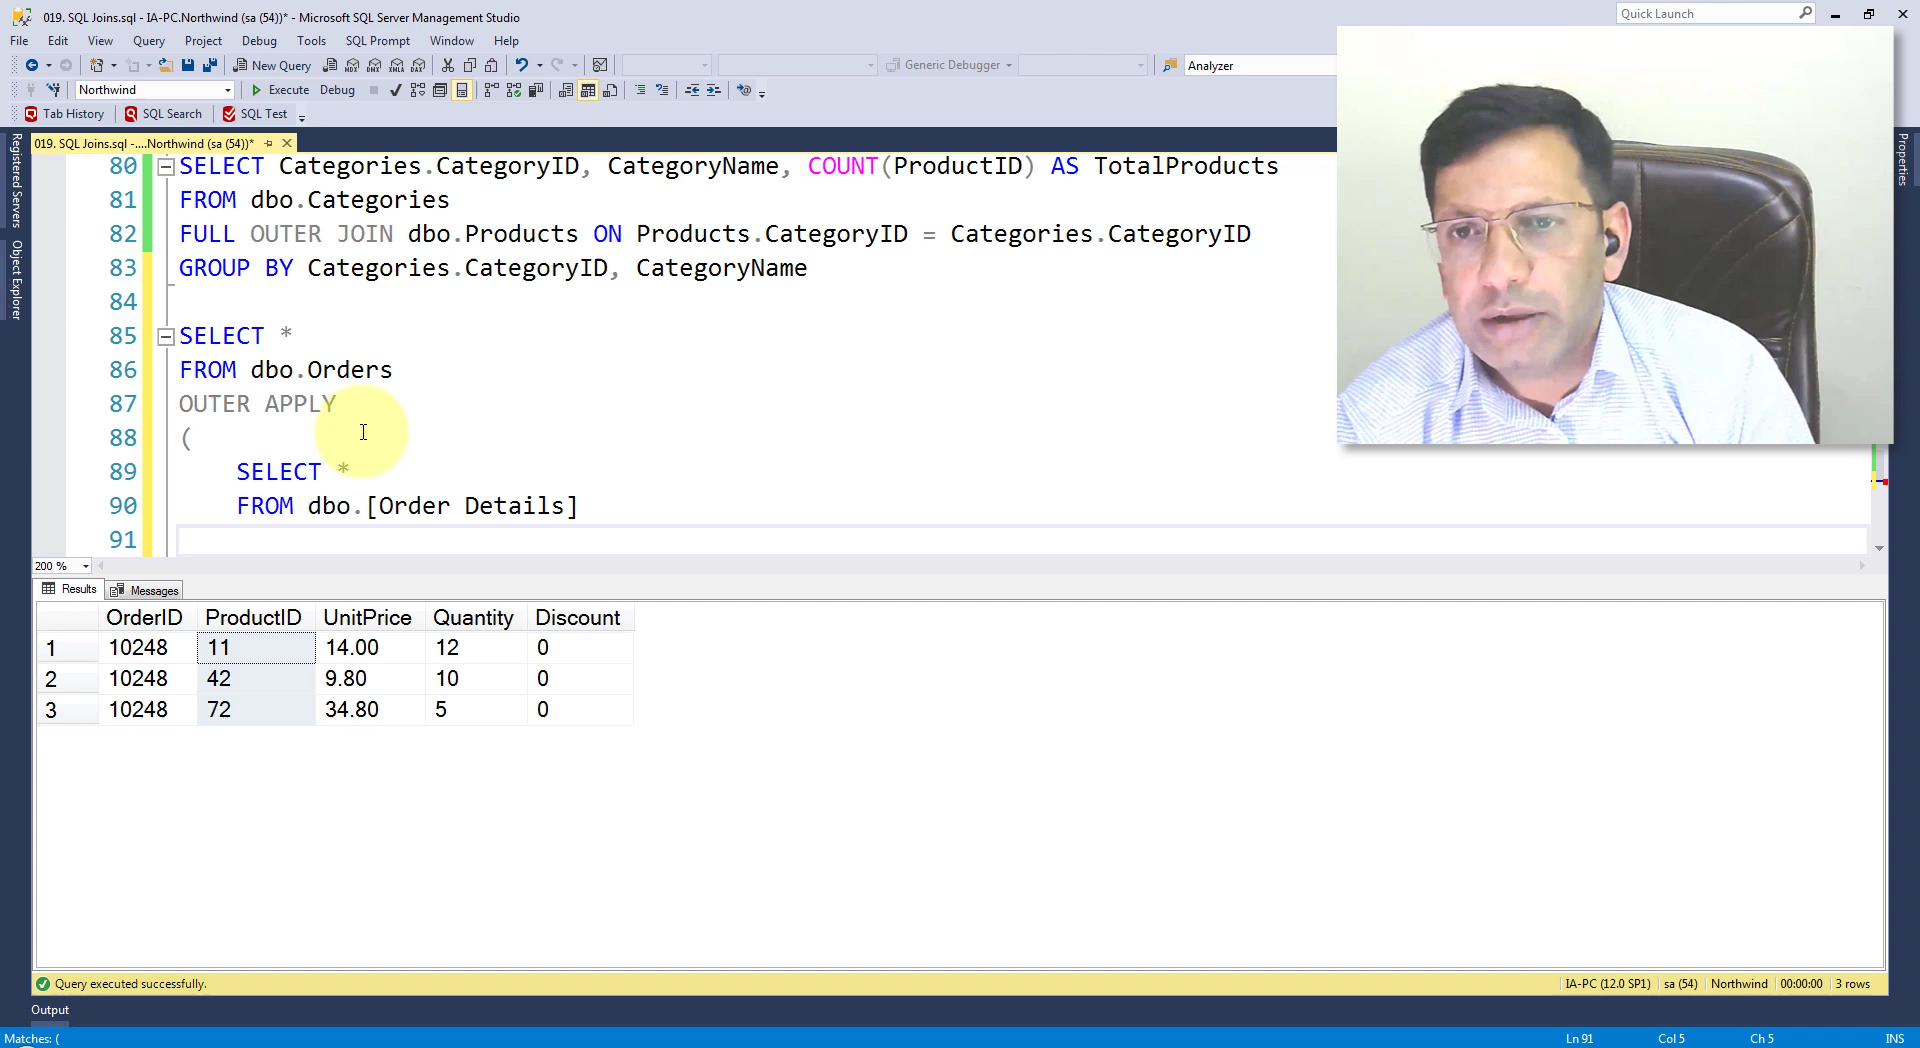 019. SQL Joins.sql - IA-PC.Northwind (sa (54))* - Microsoft SQL Server Management Studio
Quick Launch
File Edit View Query Project Debug Tools SQL Prompt Window Help
New Query
Generic Debugger
Analyzer
Northwind
Execute Debug
Tab History SQL Search SQL Test
019. SQL Joins.sql -....Northwind (sa (54))*
Registered Servers
Object Explorer
Properties
80 SELECT Categories.CategoryID, CategoryName, COUNT(ProductID) AS TotalProducts
81 FROM dbo.Categories
82 FULL OUTER JOIN dbo.Products ON Products.CategoryID = Categories.CategoryID
83 GROUP BY Categories.CategoryID, CategoryName
84
85 SELECT *
86 FROM dbo.Orders
87 OUTER APPLY
88 (
89 SELECT *
90 FROM dbo.[Order Details]
91
200 %
Results Messages
OrderID ProductID UnitPrice Quantity Discount
1 10248 11 14.00 12 0
2 10248 42 9.80 10 0
3 10248 72 34.80 5 0
Query executed successfully.
IA-PC (12.0 SP1) sa (54) Northwind 00:00:00 3 rows
Output
Matches: (
Ln 91 Col 5 Ch 5 INS